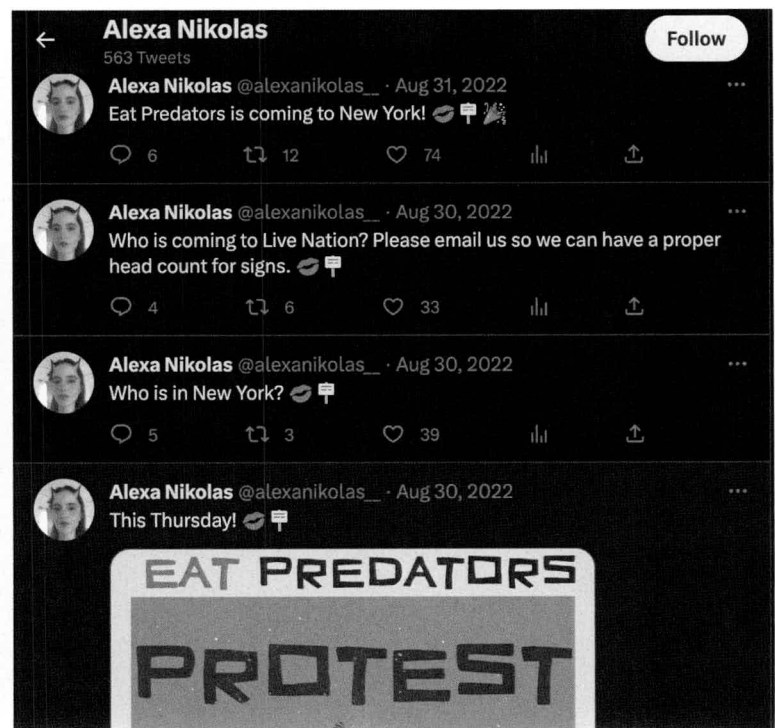 Alexa Nikolas
563 Tweets
Follow
Alexa Nikolas @alexanikolas__ · Aug 31, 2022
Eat Predators is coming to New York! 💋🪧🎉
6 12 74
Alexa Nikolas @alexanikolas__ · Aug 30, 2022
Who is coming to Live Nation? Please email us so we can have a proper
head count for signs. 💋🪧
4 6 33
Alexa Nikolas @alexanikolas__ · Aug 30, 2022
Who is in New York? 💋🪧
5 3 39
Alexa Nikolas @alexanikolas__ · Aug 30, 2022
This Thursday! 💋🪧
EAT PREDATORS
PROTEST